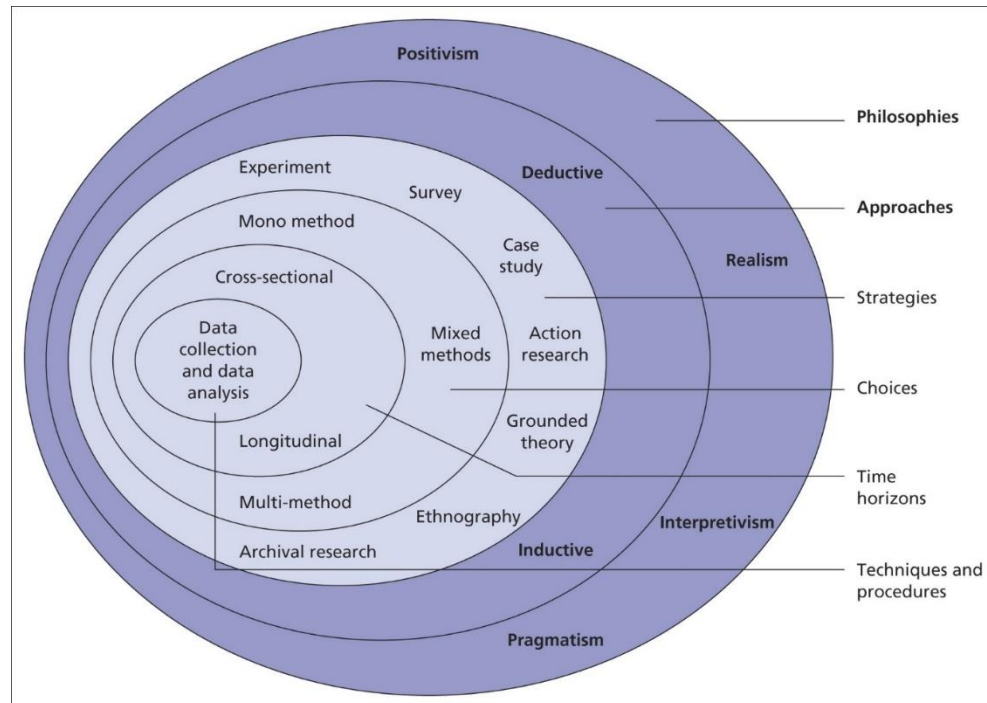 Positivism
Philosophies
Experiment
Deductive
Survey
Approaches
Mono method
Case
study
Realism
Cross-sectional
Strategies
Data
collection
and data
analysis
Mixed
methods
Action
research
Choices
Longitudinal
Grounded
theory
Time
horizons
Multi-method
Ethnography
Interpretivism
Archival research
Inductive
Techniques and
procedures
Pragmatism